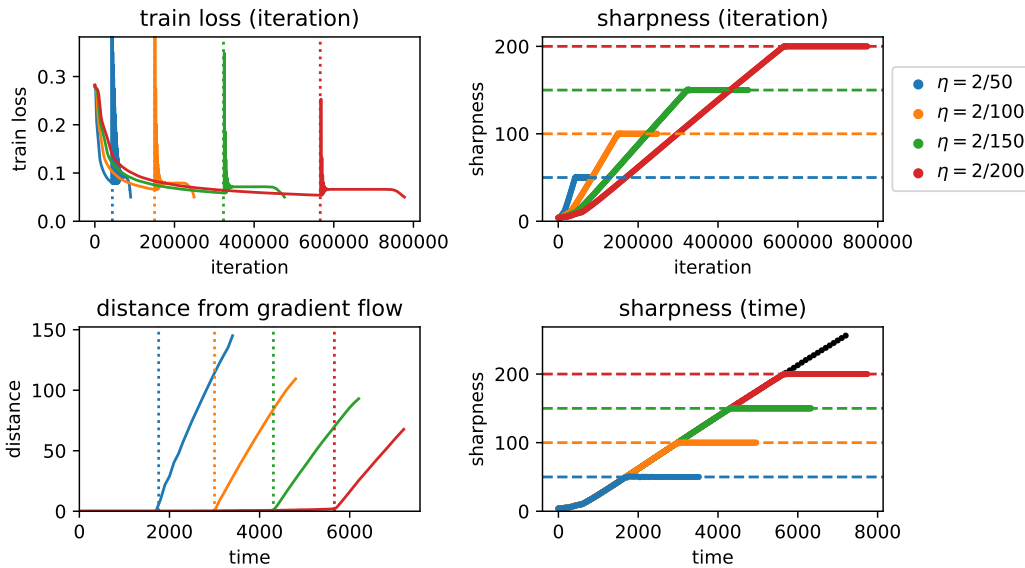 train loss (iteration)
train loss
0.3
0.2
0.1
0.0
0
200000
400000
600000
800000
iteration
sharpness (iteration)
sharpness
200
100
0
0
200000
400000
600000
800000
iteration
η = 2/50
η = 2/100
η = 2/150
η = 2/200
distance from gradient flow
distance
150
100
50
0
0
2000
4000
6000
time
sharpness (time)
sharpness
200
100
0
0
2000
4000
6000
8000
time